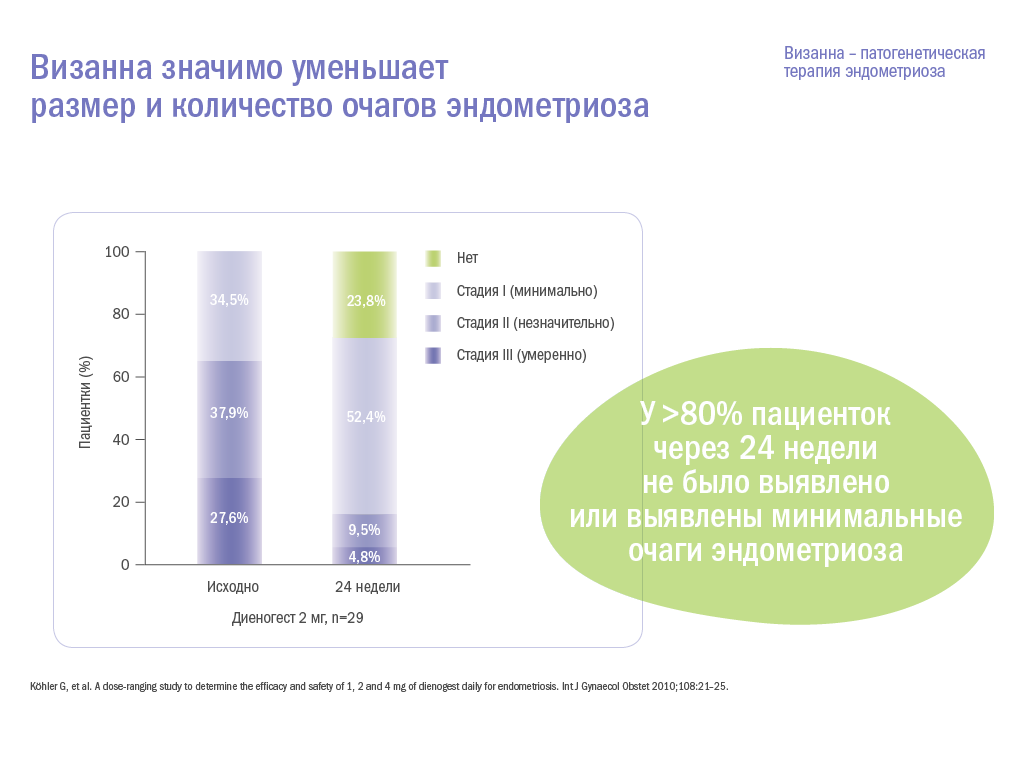 Визанна значимо уменьшает
размер и количество очагов эндометриоза
Визанна – патогенетическая
терапия эндометриоза
Пациентки (%)
100
80
60
40
20
0
34,5%
37,9%
27,6%
23,8%
52,4%
9,5%
4,8%
Исходно
24 недели
Диеногест 2 мг, n=29
Нет
Стадия I (минимально)
Стадия II (незначительно)
Стадия III (умеренно)
У >80% пациенток
через 24 недели
не было выявлено
или выявлены минимальные
очаги эндометриоза
Köhler G, et al. A dose-ranging study to determine the efficacy and safety of 1, 2 and 4 mg of dienogest daily for endometriosis. Int J Gynaecol Obstet 2010;108:21–25.